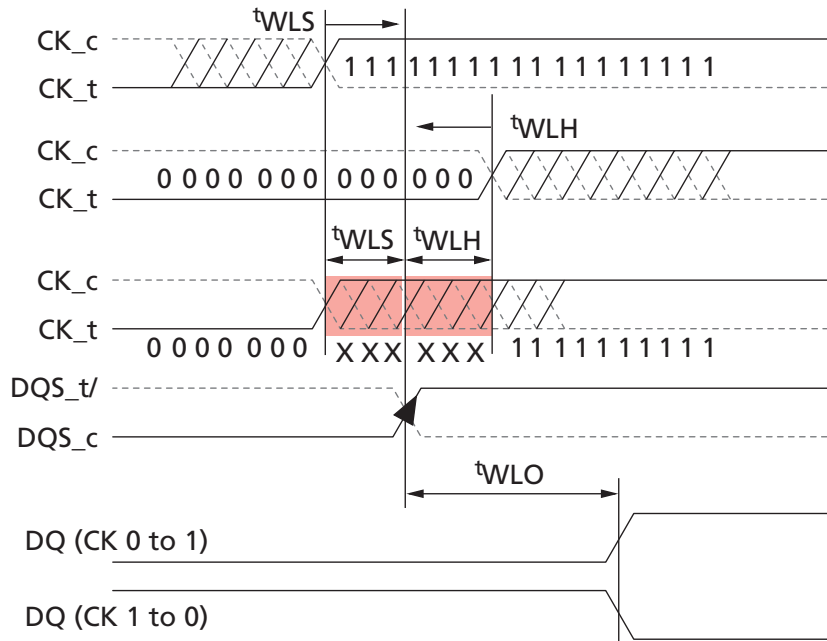 tWLS
CK_c
1 1 1 1 1 1 1 1 1 1 1 1 1 1 1 1 1
CK_t
tWLH
CK_c
0 0 0 0 0 0 0 0 0 0 0 0 0
CK_t
tWLS tWLH
CK_c
CK_t
0 0 0 0 0 0 0 X X X X X X 1 1 1 1 1 1 1 1 1
DQS_t/
DQS_c
tWLO
DQ (CK 0 to 1)
DQ (CK 1 to 0)